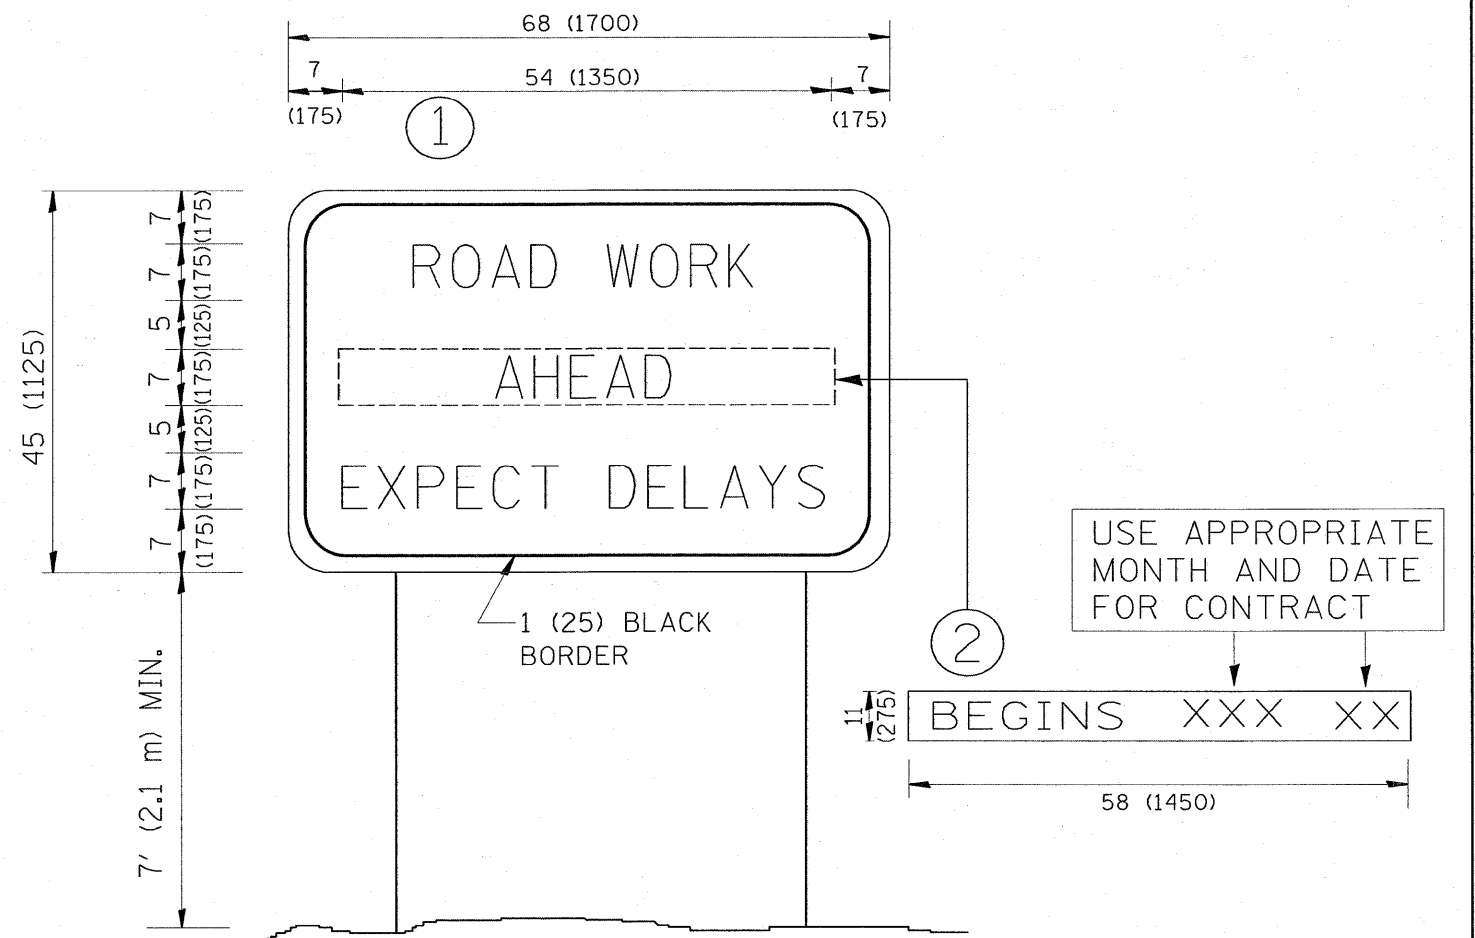 68 (1700)
7
54 (1350)
7
(175)
(175)
1
45 (1125)
7 (175)
7 (175)
5 (125)
7 (175)
5 (125)
7 (175)
7 (175)
ROAD WORK
AHEAD
EXPECT DELAYS
1 (25) BLACK
BORDER
7' (2.1 m) MIN.
2
USE APPROPRIATE
MONTH AND DATE
FOR CONTRACT
11
(275)
BEGINS XXX XX
58 (1450)